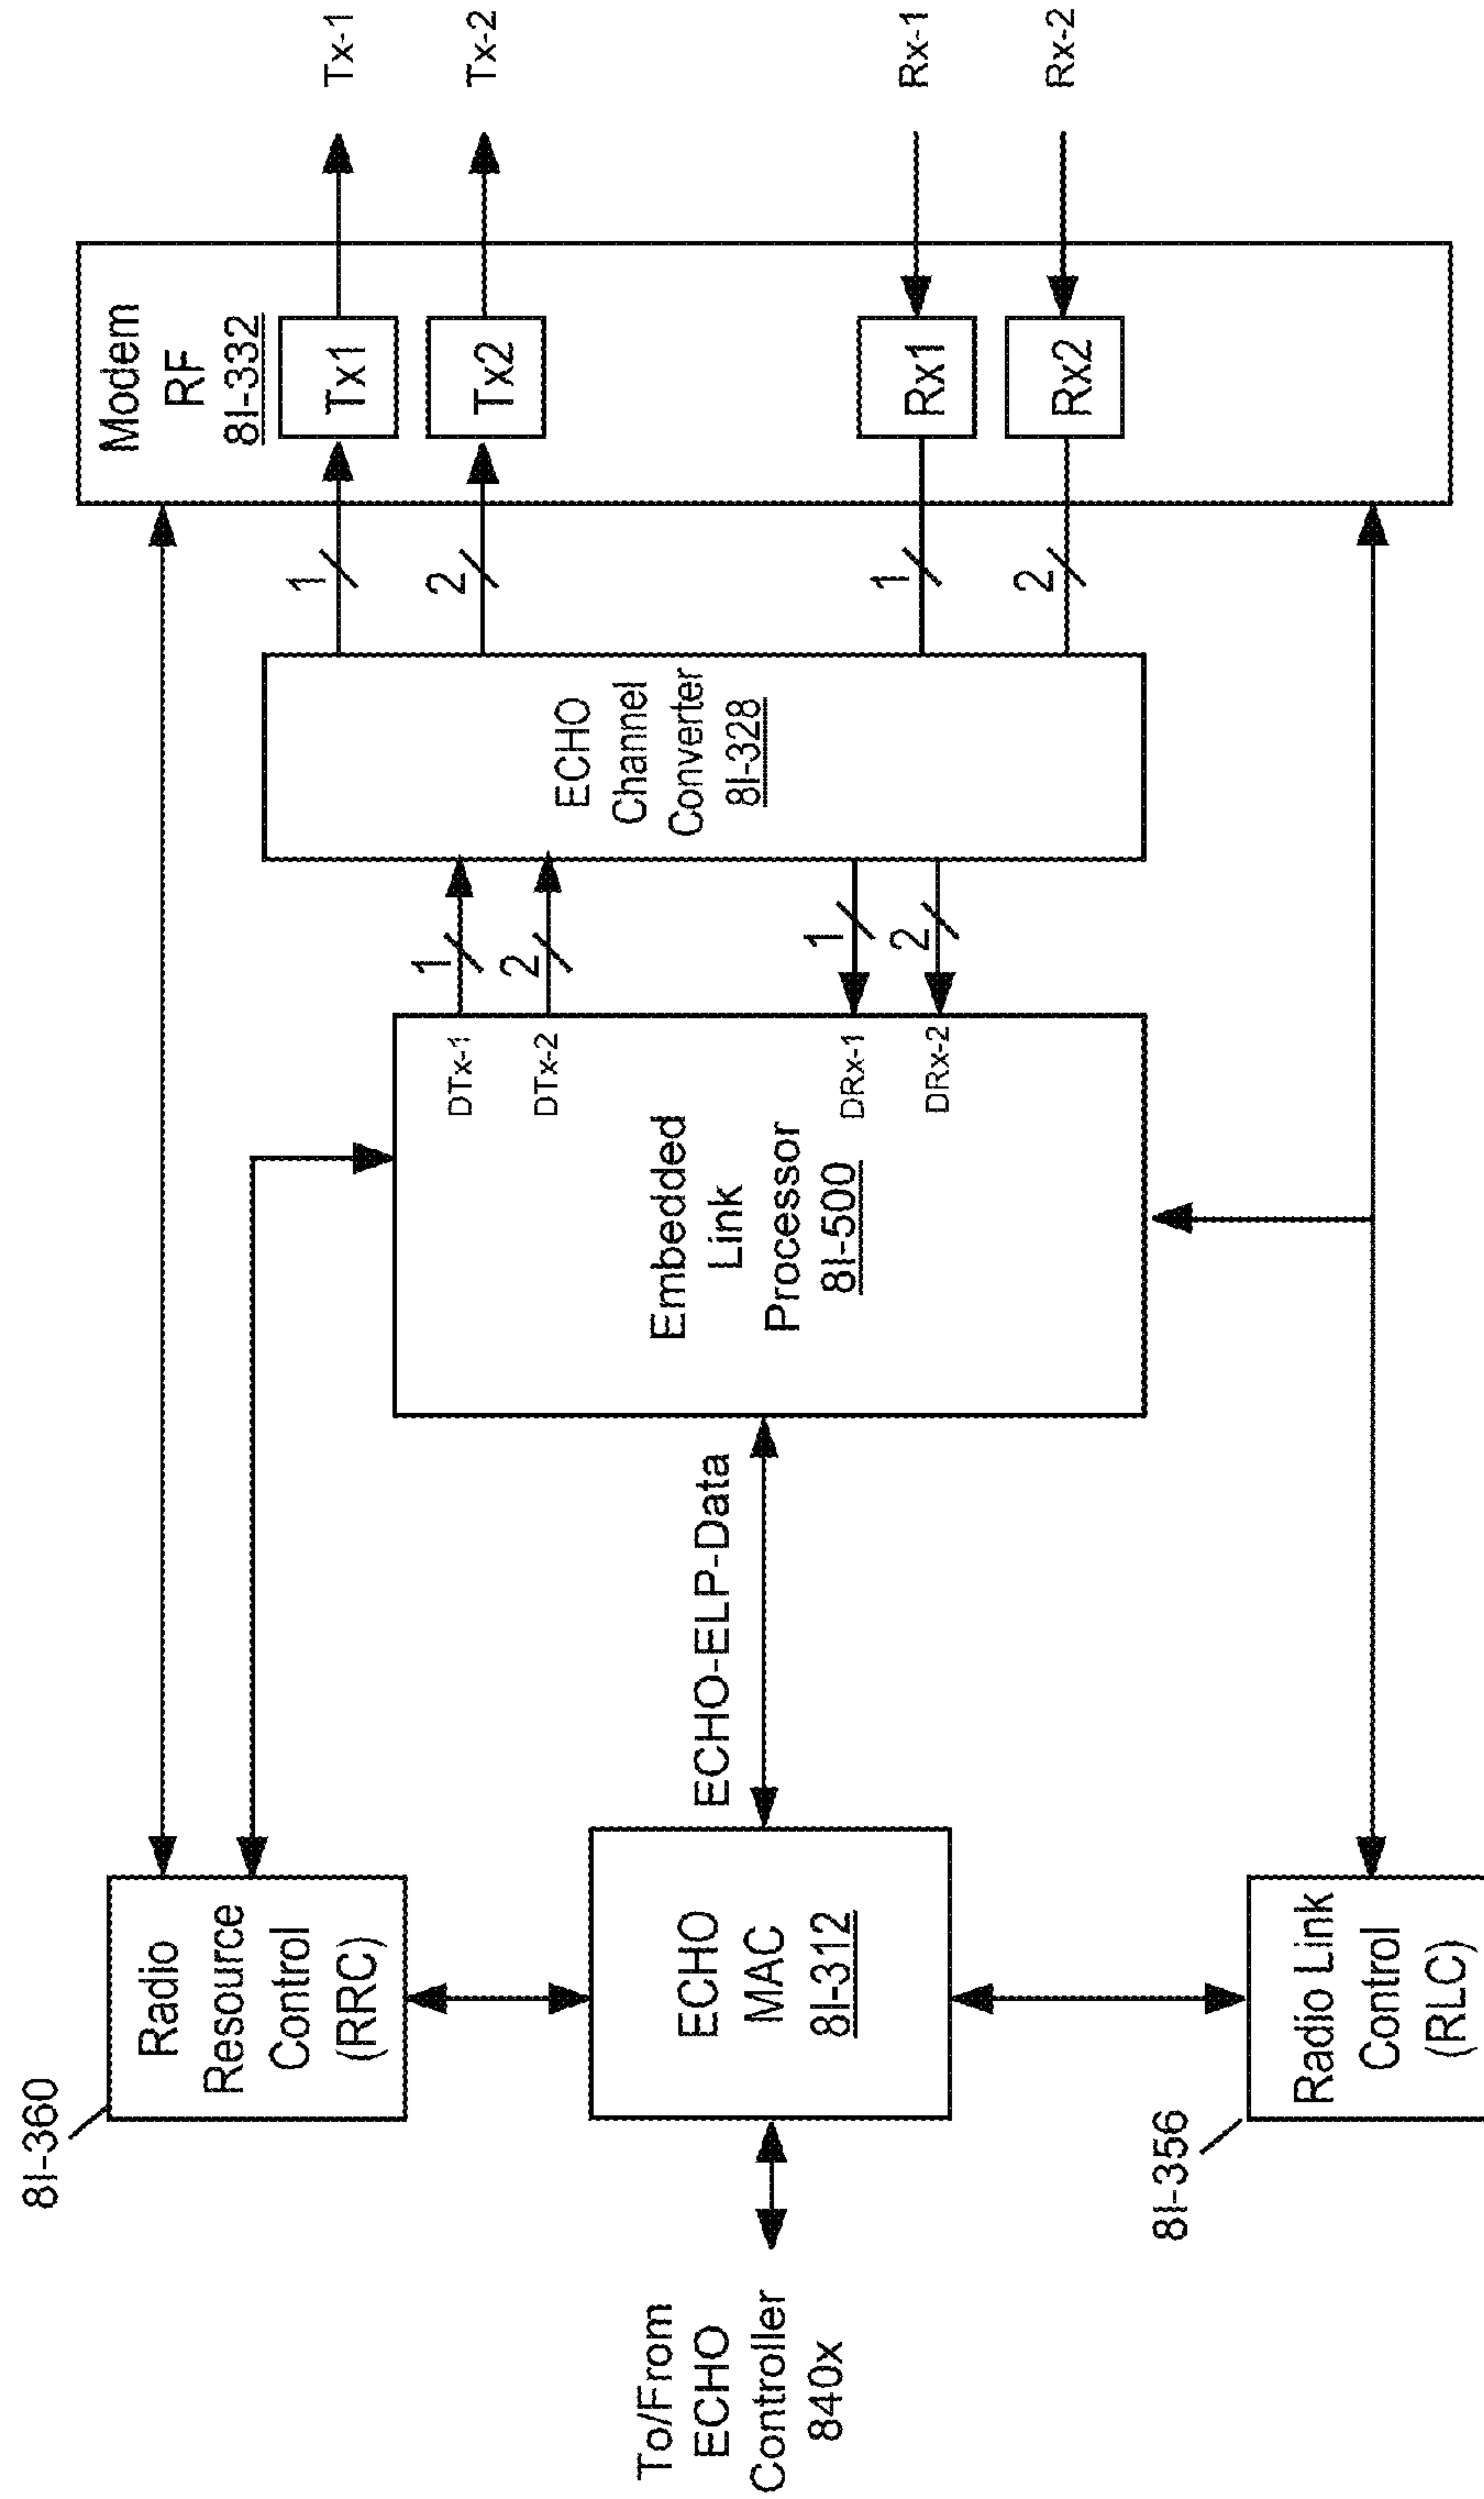 8I-360
Radio
Resource
Control
(RRC)
To/From
ECHO
Controller
840x
ECHO
MAC
8I-312
ECHO-ELP-Data
8I-356
Radio Link
Control
(RLC)
Embedded
Link
Processor
8I-500
DTx-1
DTx-2
DRx-1
DRx-2
1
2
1
2
ECHO
Channel
Converter
8I-328
1
2
1
2
Modem
RF
8I-332
Tx1
Tx2
Rx1
Rx2
Tx-1
Tx-2
Rx-1
Rx-2